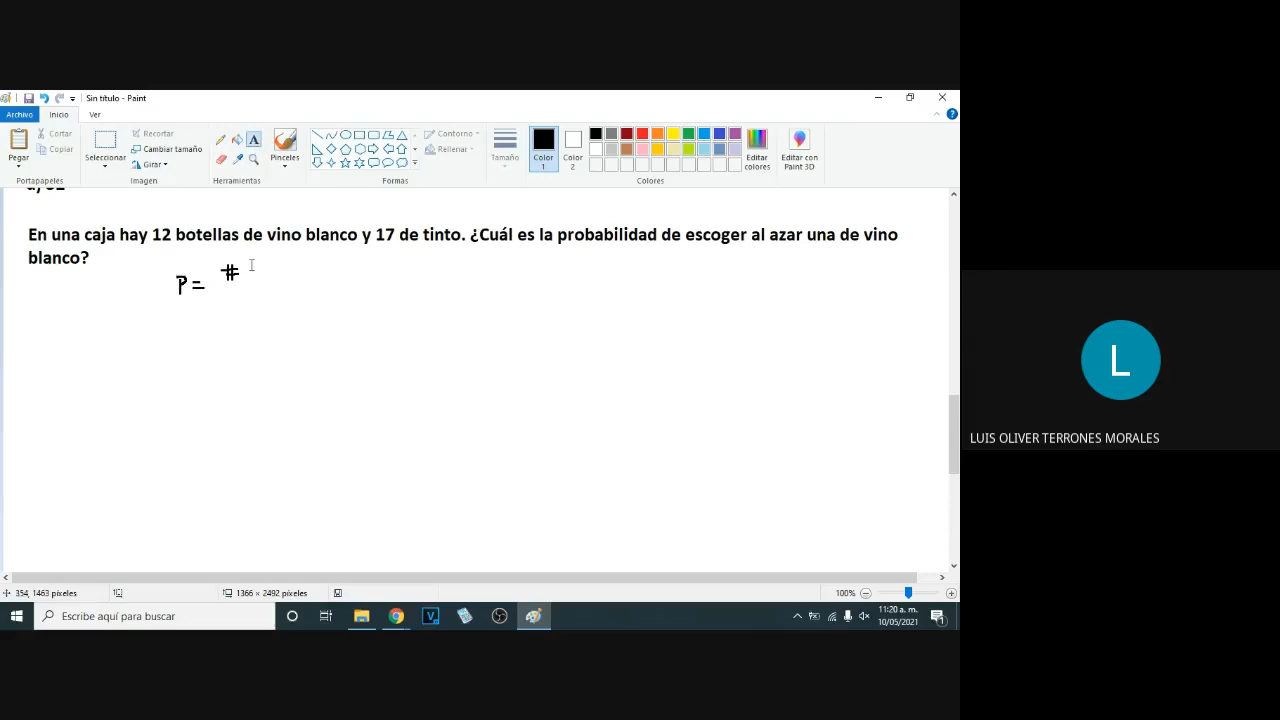 Sin título - Paint
Archivo Inicio Ver
Pegar
Cortar
Copiar
Portapapeles
Seleccionar
Recortar
Cambiar tamaño
Girar
Imagen
A
Herramientas
Pinceles
Formas
Contorno
Rellenar
Tamaño
Color 1
Color 2
Colores
Editar colores
Editar con Paint 3D
En una caja hay 12 botellas de vino blanco y 17 de tinto. ¿Cuál es la probabilidad de escoger al azar una de vino
blanco?
P = #
354, 1463 píxeles
1366 × 2492 píxeles
100%
Escribe aquí para buscar
V
11:20 a. m.
10/05/2021
1
L
LUIS OLIVER TERRONES MORALES